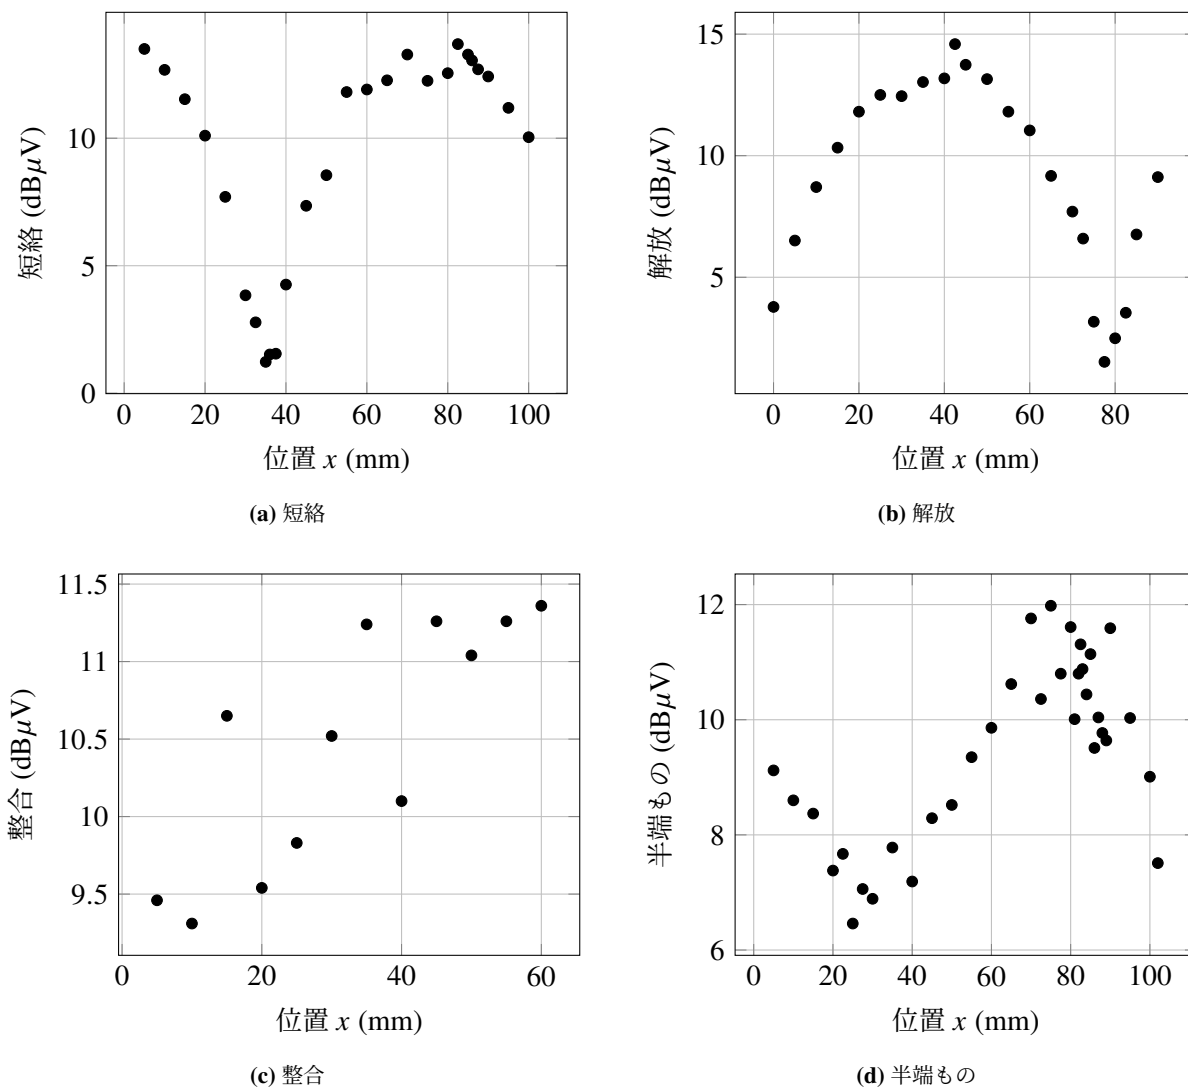 10
5
0
0 20 40 60 80 100
短絡 (dBμV)
位置 x (mm)
(a) 短絡
15
10
5
0 20 40 60 80
解放 (dBμV)
位置 x (mm)
(b) 解放
11.5
11
10.5
10
9.5
0 20 40 60
整合 (dBμV)
位置 x (mm)
(c) 整合
12
10
8
6
0 20 40 60 80 100
半端もの (dBμV)
位置 x (mm)
(d) 半端もの